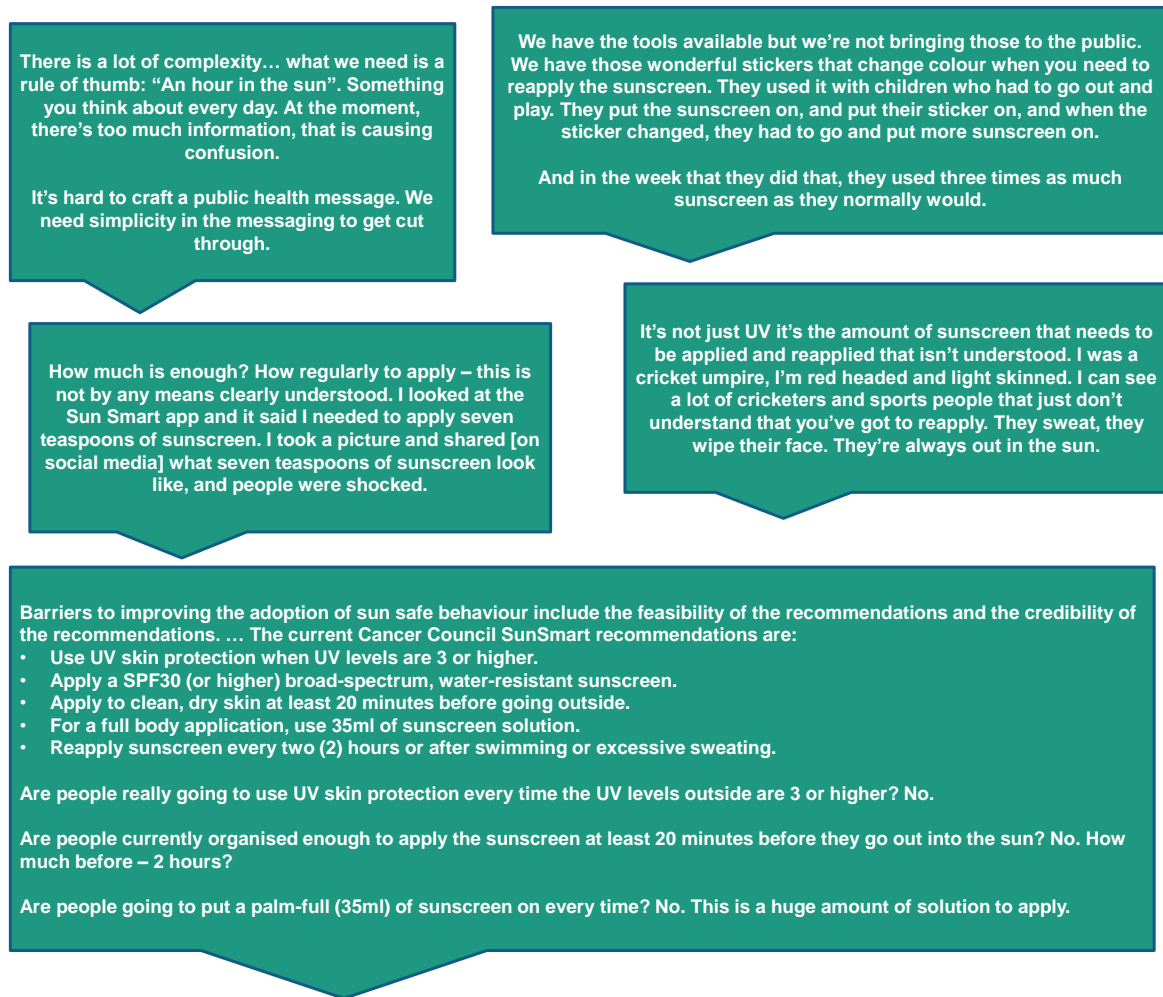 There is a lot of complexity… what we need is a
rule of thumb: “An hour in the sun”. Something
you think about every day. At the moment,
there’s too much information, that is causing
confusion.
It’s hard to craft a public health message. We
need simplicity in the messaging to get cut
through.
We have the tools available but we’re not bringing those to the public.
We have those wonderful stickers that change colour when you need to
reapply the sunscreen. They used it with children who had to go out and
play. They put the sunscreen on, and put their sticker on, and when the
sticker changed, they had to go and put more sunscreen on.
And in the week that they did that, they used three times as much
sunscreen as they normally would.
How much is enough? How regularly to apply – this is
not by any means clearly understood. I looked at the
Sun Smart app and it said I needed to apply seven
teaspoons of sunscreen. I took a picture and shared [on
social media] what seven teaspoons of sunscreen look
like, and people were shocked.
It’s not just UV it’s the amount of sunscreen that needs to
be applied and reapplied that isn’t understood. I was a
cricket umpire, I’m red headed and light skinned. I can see
a lot of cricketers and sports people that just don’t
understand that you’ve got to reapply. They sweat, they
wipe their face. They’re always out in the sun.
Barriers to improving the adoption of sun safe behaviour include the feasibility of the recommendations and the credibility of
the recommendations. … The current Cancer Council SunSmart recommendations are:
• Use UV skin protection when UV levels are 3 or higher.
• Apply a SPF30 (or higher) broad-spectrum, water-resistant sunscreen.
• Apply to clean, dry skin at least 20 minutes before going outside.
• For a full body application, use 35ml of sunscreen solution.
• Reapply sunscreen every two (2) hours or after swimming or excessive sweating.
Are people really going to use UV skin protection every time the UV levels outside are 3 or higher? No.
Are people currently organised enough to apply the sunscreen at least 20 minutes before they go out into the sun? No. How
much before – 2 hours?
Are people going to put a palm-full (35ml) of sunscreen on every time? No. This is a huge amount of solution to apply.